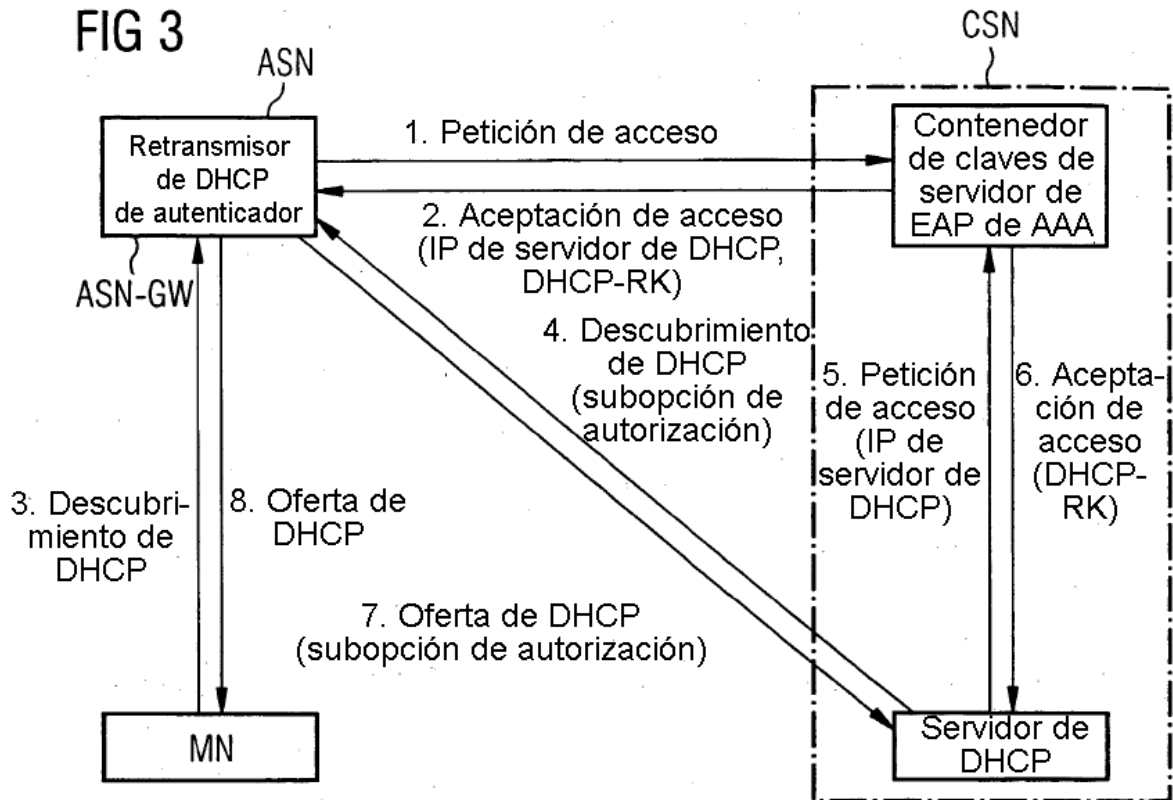 FIG 3
ASN
CSN
Retransmisor
de DHCP
de autenticador
ASN-GW
1. Petición de acceso
2. Aceptación de acceso
(IP de servidor de DHCP,
DHCP-RK)
Contenedor
de claves de
servidor de
EAP de AAA
4. Descubrimiento
de DHCP
(subopción de
autorización)
5. Petición
de acceso
(IP de
servidor de
DHCP)
6. Acepta-
ción de
acceso
(DHCP-
RK)
3. Descubri-
miento de
DHCP
8. Oferta de
DHCP
7. Oferta de DHCP
(subopción de autorización)
MN
Servidor de
DHCP